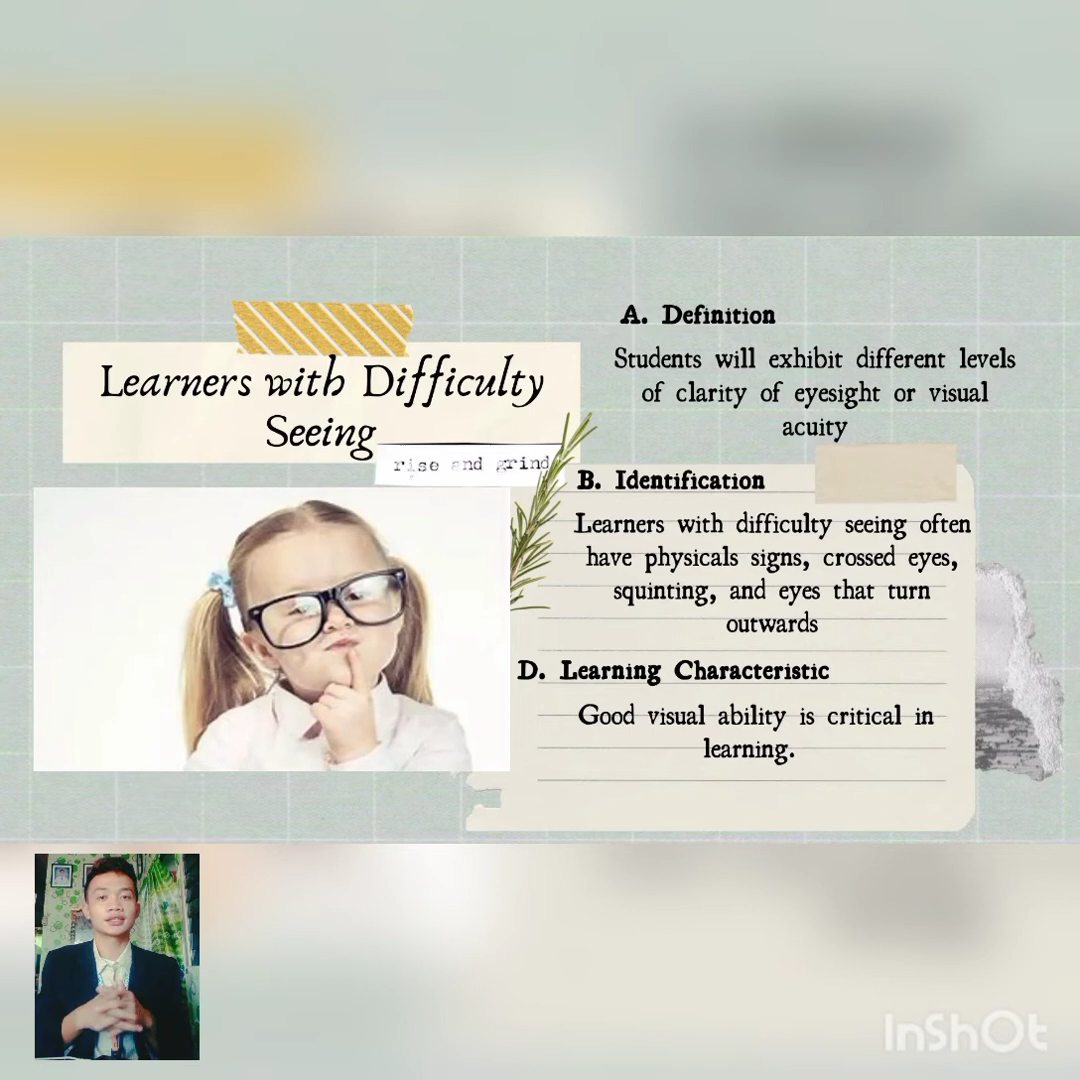 Learners with Difficulty
Seeing
rise and grind
A. Definition
Students will exhibit different levels
of clarity of eyesight or visual
acuity
B. Identification
Learners with difficulty seeing often
have physicals signs, crossed eyes,
squinting, and eyes that turn
outwards
D. Learning Characteristic
Good visual ability is critical in
learning.
InShOt